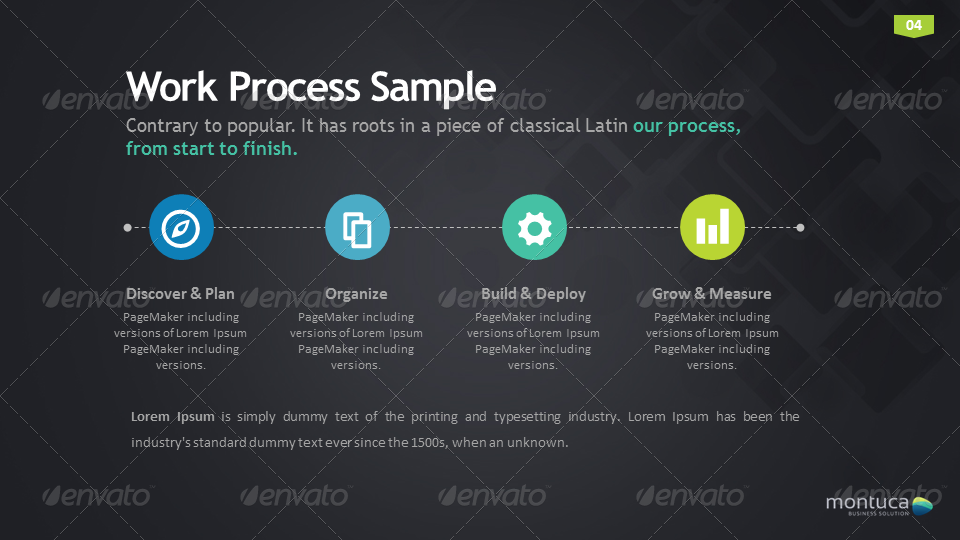 04
Work Process Sample
Contrary to popular. It has roots in a piece of classical Latin our process,
from start to finish.
Discover & Plan
PageMaker including
versions of Lorem Ipsum
PageMaker including
versions.
Organize
PageMaker including
versions of Lorem Ipsum
PageMaker including
versions.
Build & Deploy
PageMaker including
versions of Lorem Ipsum
PageMaker including
versions.
Grow & Measure
PageMaker including
versions of Lorem Ipsum
PageMaker including
versions.
Lorem Ipsum is simply dummy text of the printing and typesetting industry. Lorem Ipsum has been the
industry's standard dummy text ever since the 1500s, when an unknown.
montuca
BUSINESS SOLUTION
envato envato envato envato envato
envato envato envato envato envato
envato envato envato envato